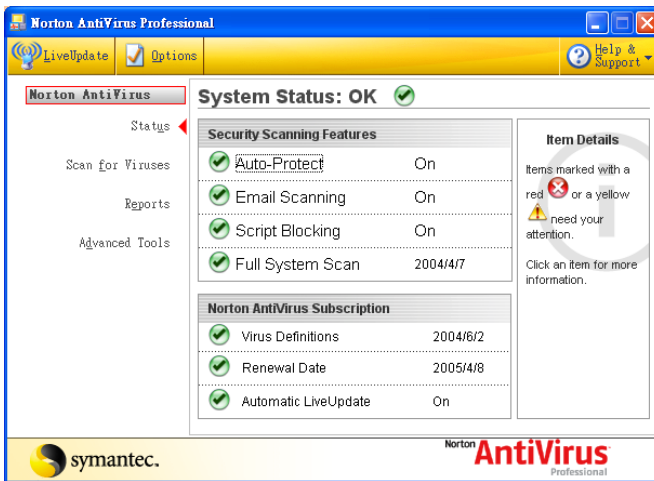 Norton AntiVirus Professional
LiveUpdate
Options
Help &
Support
Norton AntiVirus
Status
Scan for Viruses
Reports
Advanced Tools
System Status: OK
Security Scanning Features
Auto-Protect On
Email Scanning On
Script Blocking On
Full System Scan 2004/4/7
Norton AntiVirus Subscription
Virus Definitions 2004/6/2
Renewal Date 2005/4/8
Automatic LiveUpdate On
Item Details
Items marked with a
red or a yellow
need your
attention.
Click an item for more
information.
symantec.
Norton AntiVirus
Professional